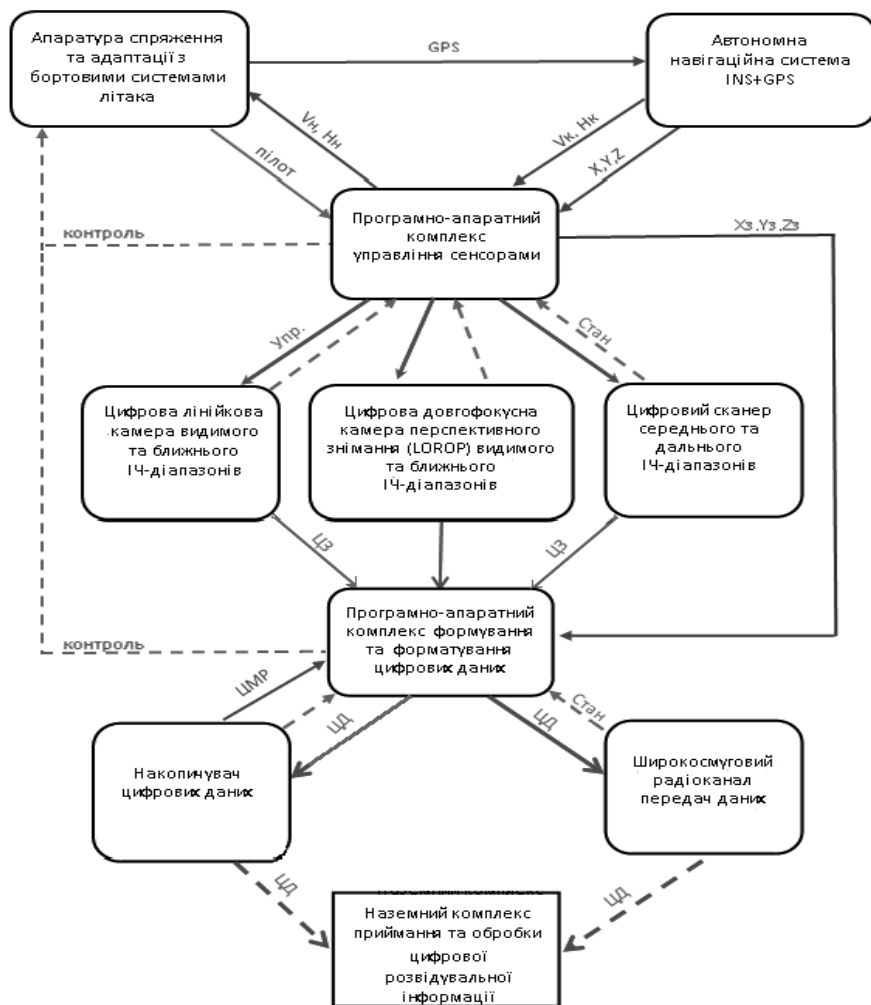 Апаратура спряження
та адаптації з
бортовими системами
літака
GPS
Автономна
навігаційна система
INS+GPS
Vн, Нн
пілот
Vк. Нк
X,Y,Z
Програмно-апаратний
комплекс
управління сенсорами
контроль
Xз.Yз.Zз
Упр.
Стан
Цифрова лінійкова
камера видимого
та ближнього
ІЧ-діапазонів
Цифрова довгофокусна
камера перспективного
знімання (LOROP) видимого
та ближнього
ІЧ-діапазонів
Цифровий сканер
середнього та
дальнього
ІЧ-діапазонів
ЦЗ
ЦЗ
Програмно-апаратний
комплекс формування
та форматування
цифрових даних
контроль
ЦМР
ЦД
ЦД
Стан
Накопичувач
цифрових даних
Широкосмуговий
радіоканал
передач даних
ЦД
ЦД
Наземний комплекс
приймання та обробки
цифрової
розвідувальної
інформації